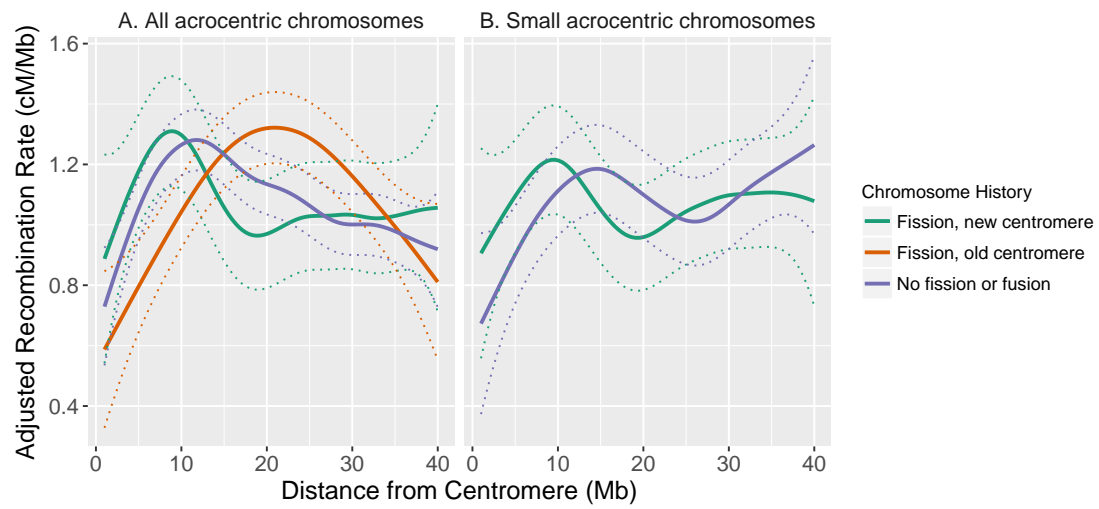 A. All acrocentric chromosomes
B. Small acrocentric chromosomes
Adjusted Recombination Rate (cM/Mb)
1.6
1.2
0.8
0.4
0 10 20 30 40
0 10 20 30 40
Distance from Centromere (Mb)
Chromosome History
Fission, new centromere
Fission, old centromere
No fission or fusion